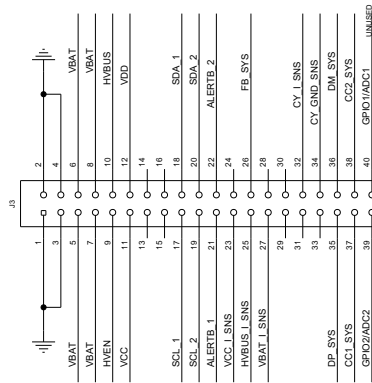 J3
1 2
3 4
VBAT 5 6 VBAT
VBAT 7 8 VBAT
HVEN 9 10 HVBUS
VCC 11 12 VDD
13 14
15 16
SCL_1 17 18 SDA_1
SCL_2 19 20 SDA_2
ALERTB_1 21 22 ALERTB_2
VCC_I_SNS 23 24
HVBUS_I_SNS 25 26 FB_SYS
VBAT_I_SNS 27 28
29 30
31 32 CY_I_SNS
33 34 CY_GND_SNS
DP_SYS 35 36 DM_SYS
CC1_SYS 37 38 CC2_SYS
GPIO2/ADC2 39 40 GPIO1/ADC1
UNUSED